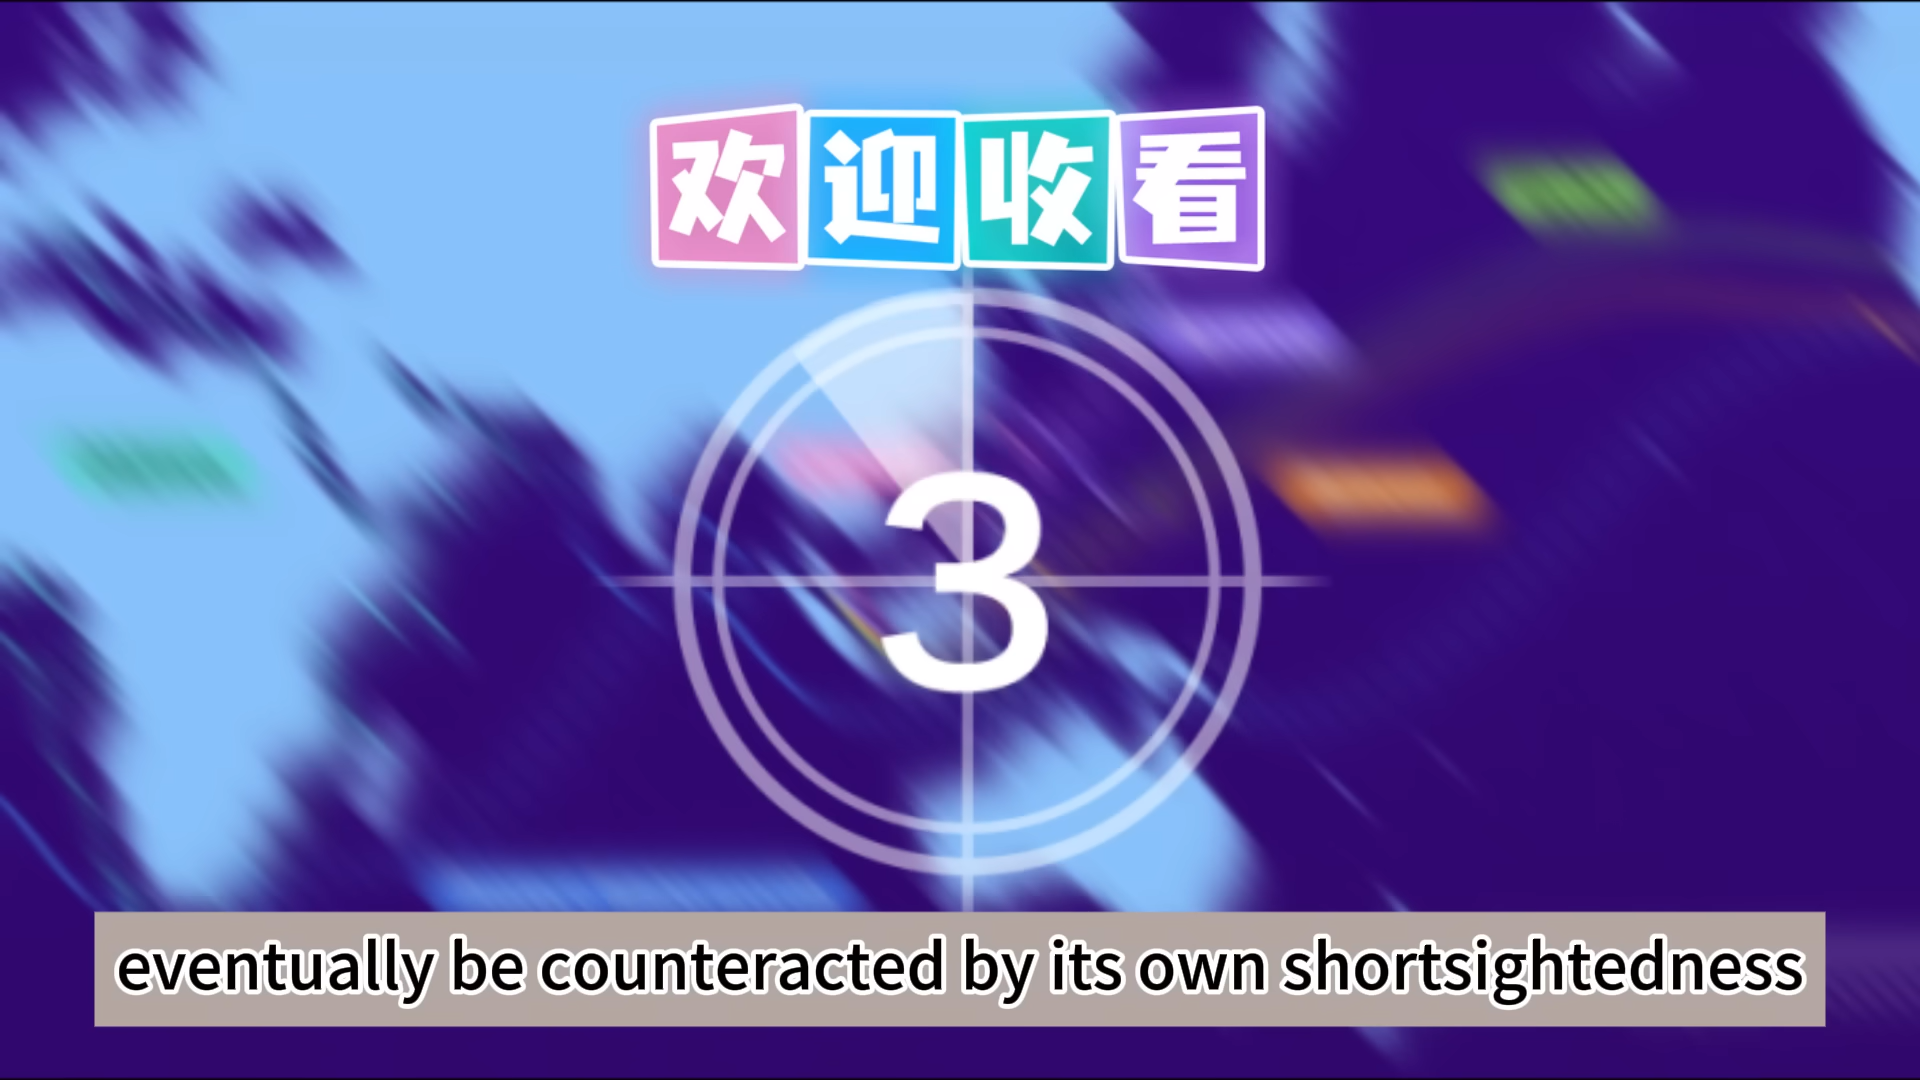 欢迎收看
3
eventually be counteracted by its own shortsightedness